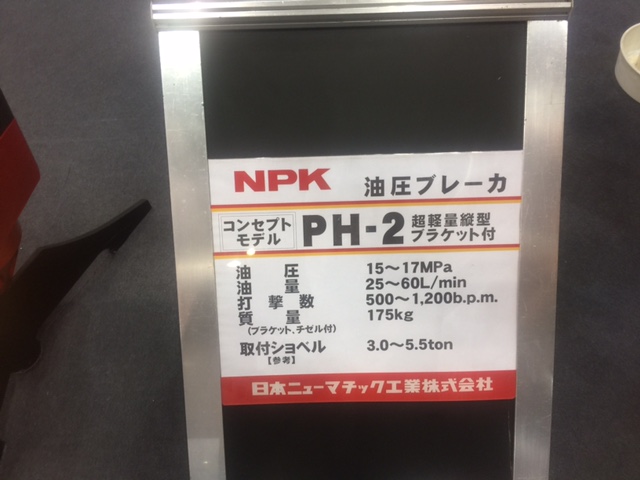 NPK 油圧ブレーカ
コンセプト
モデル
PH-2
超軽量縦型
ブラケット付
油圧 15～17MPa
油量 25～60L/min
打撃数 500～1,200b.p.m.
質量 175kg
(ブラケット、チゼル付)
取付ショベル 3.0～5.5ton
【参考】
日本ニューマチック工業株式会社